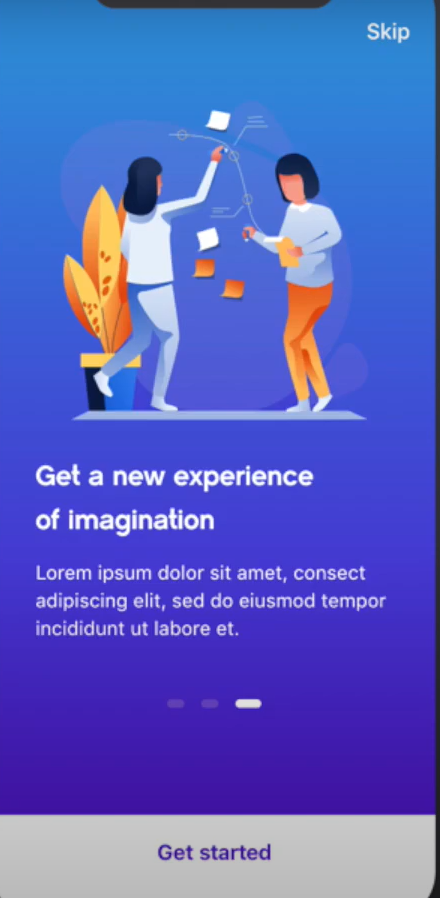 Skip
Get a new experience
of imagination
Lorem ipsum dolor sit amet, consect
adipiscing elit, sed do eiusmod tempor
incididunt ut labore et.
Get started